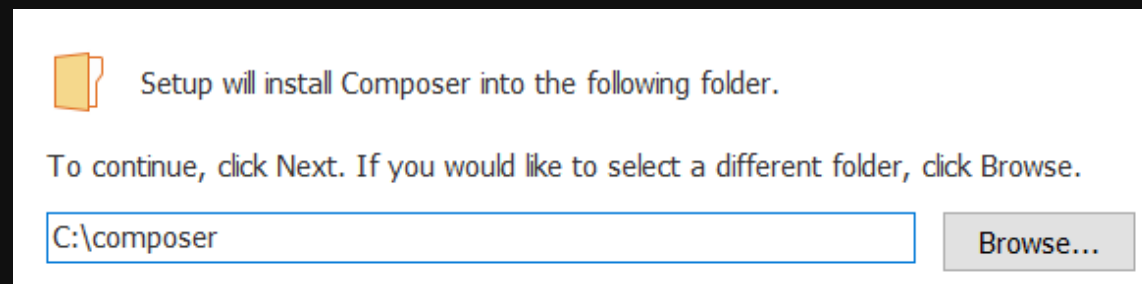 Setup will install Composer into the following folder.
To continue, click Next. If you would like to select a different folder, click Browse.
C:\composer
Browse...